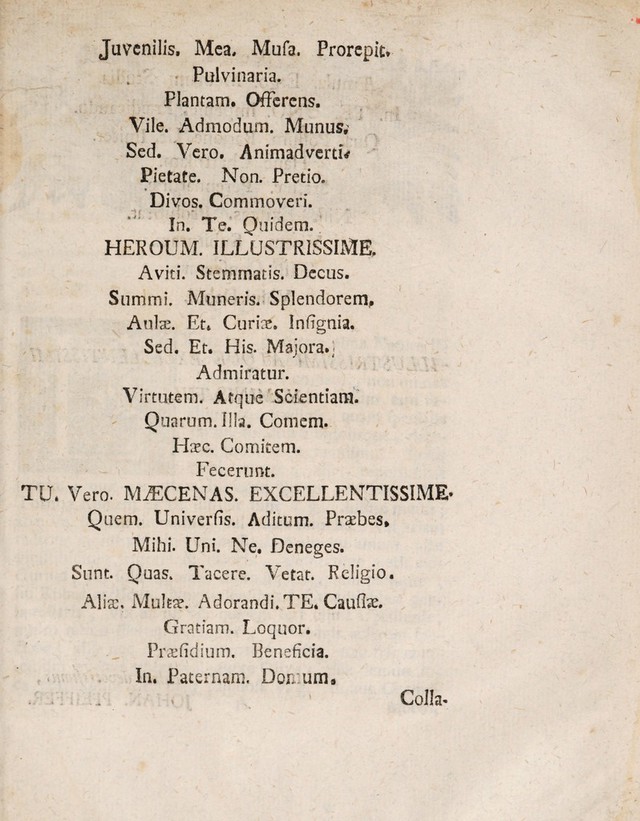 Juvenilis. Mea. Muſa. Prorepit.
Pulvinaria.
Plantam. Offerens.
Vile. Admodum. Munus.
Sed. Vero. Animadverti.
Pietate. Non. Pretio.
Divos. Commoveri.
In. Te. Quidem.
HEROUM. ILLUSTRISSIME.
Aviti. Stemmatis. Decus.
Summi. Muneris. Splendorem.
Aulæ. Et. Curiæ. Inſignia.
Sed. Et. His. Majora.
Admiratur.
Virtutem. Atque Scientiam.
Quarum. Illa. Comem.
Hæc. Comitem.
Fecerunt.
TU. Vero. MÆCENAS. EXCELLENTISSIME.
Quem. Univerſis. Aditum. Præbes.
Mihi. Uni. Ne. Deneges.
Sunt. Quas. Tacere. Vetat. Religio.
Aliæ. Multæ. Adorandi. TE. Cauſſæ.
Gratiam. Loquor.
Præſidium. Beneficia.
In. Paternam. Domum.
Colla-